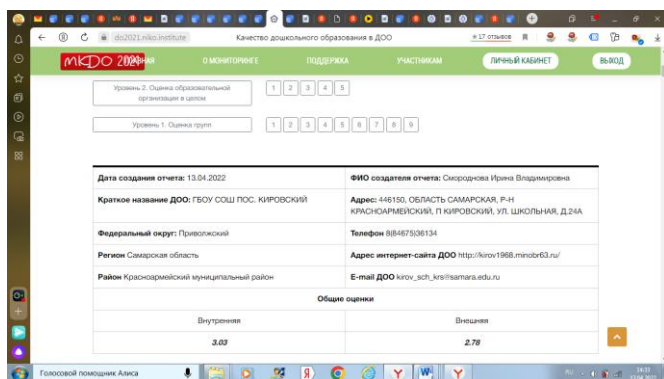 do2021.niko.institute
Качество дошкольного образования в ДОО
★17 отзывов
МКДО
О МОНИТОРИНГЕ
ПОДДЕРЖКА
УЧАСТНИКАМ
ЛИЧНЫЙ КАБИНЕТ
ВЫХОД
Уровень 2. Оценка образовательной организации в целом
1 2 3 4 5
Уровень 1. Оценка групп
1 2 3 4 5 6 7 8 9
Дата создания отчета: 13.04.2022
ФИО создателя отчета: Смороднова Ирина Владимировна
Краткое название ДОО: ГБОУ СОШ ПОС. КИРОВСКИЙ
Адрес: 446150, ОБЛАСТЬ САМАРСКАЯ, Р-Н
КРАСНОАРМЕЙСКИЙ, П КИРОВСКИЙ, УЛ. ШКОЛЬНАЯ, Д.24А
Федеральный округ: Приволжский
Телефон 8(84675)36134
Регион Самарская область
Адрес интернет-сайта ДОО http://kirov1968.minobr63.ru/
Район Красноармейский муниципальный район
E-mail ДОО kirov_sch_krs@samara.edu.ru
Общие оценки
Внутренняя
Внешняя
3.03
2.78
Голосовой помощник Алиса
RU
14:33